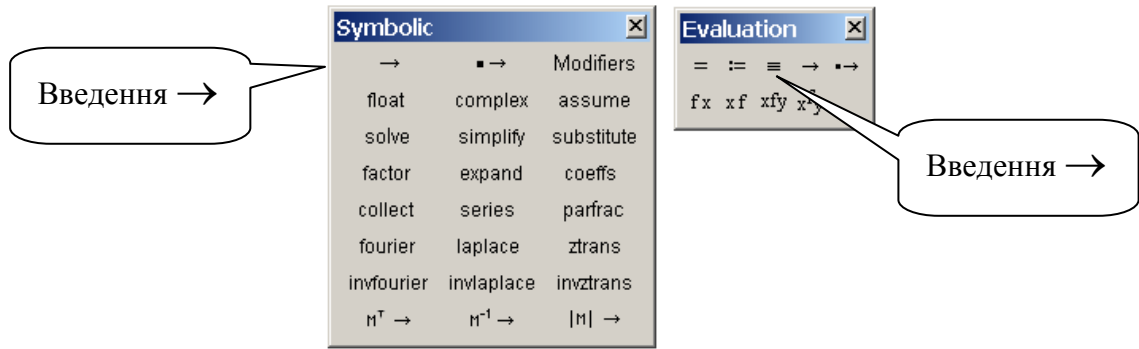 Введення →
Symbolic
→ ▪ → Modifiers
float complex assume
solve simplify substitute
factor expand coeffs
collect series parfrac
fourier laplace ztrans
invfourier invlaplace invztrans
Mᵀ → M⁻¹ → |M| →
Evaluation
= := ≡ → ▪→
fx xf xfy xfy
Введення →